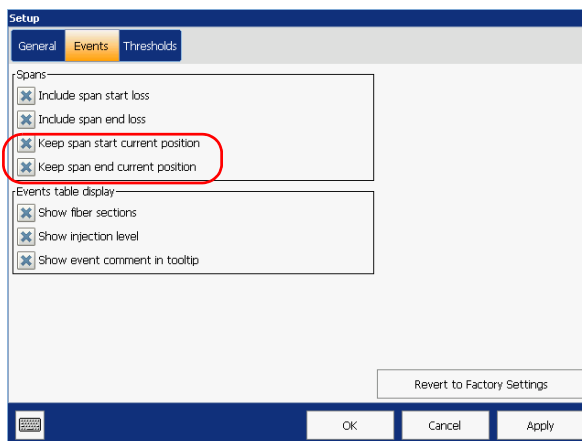 Setup
General Events Thresholds
Spans
Include span start loss
Include span end loss
Keep span start current position
Keep span end current position
Events table display
Show fiber sections
Show injection level
Show event comment in tooltip
Revert to Factory Settings
OK Cancel Apply